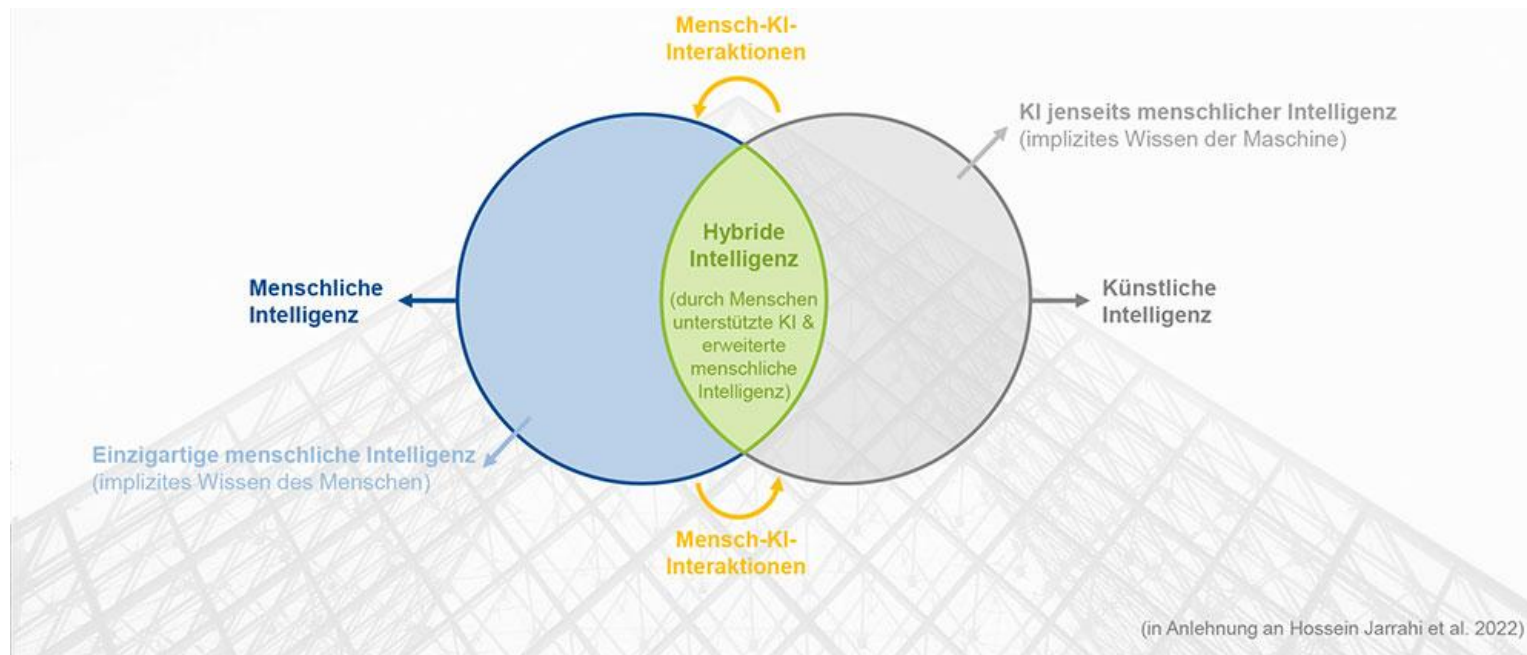 Mensch-KI-
Interaktionen
KI jenseits menschlicher Intelligenz
(implizites Wissen der Maschine)
Hybride
Intelligenz
(durch Menschen
unterstützte KI &
erweiterte
menschliche
Intelligenz)
Menschliche
Intelligenz
Künstliche
Intelligenz
Einzigartige menschliche Intelligenz
(implizites Wissen des Menschen)
Mensch-KI-
Interaktionen
(in Anlehnung an Hossein Jarrahi et al. 2022)